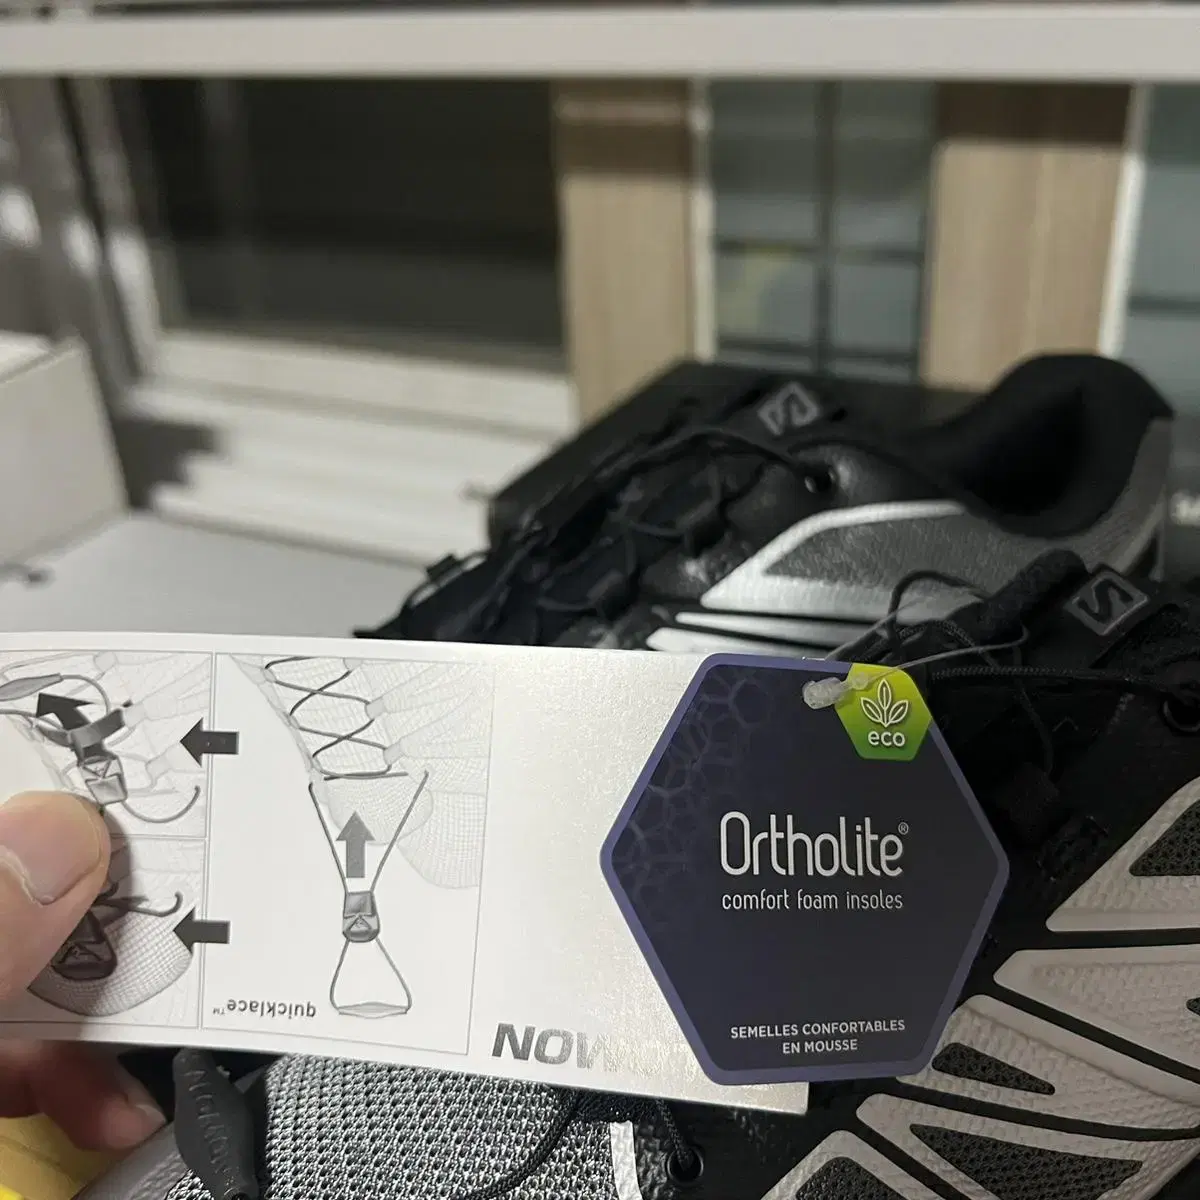 eco
Ortholite®
comfort foam insoles
SEMELLES CONFORTABLES
EN MOUSSE
quicklace™